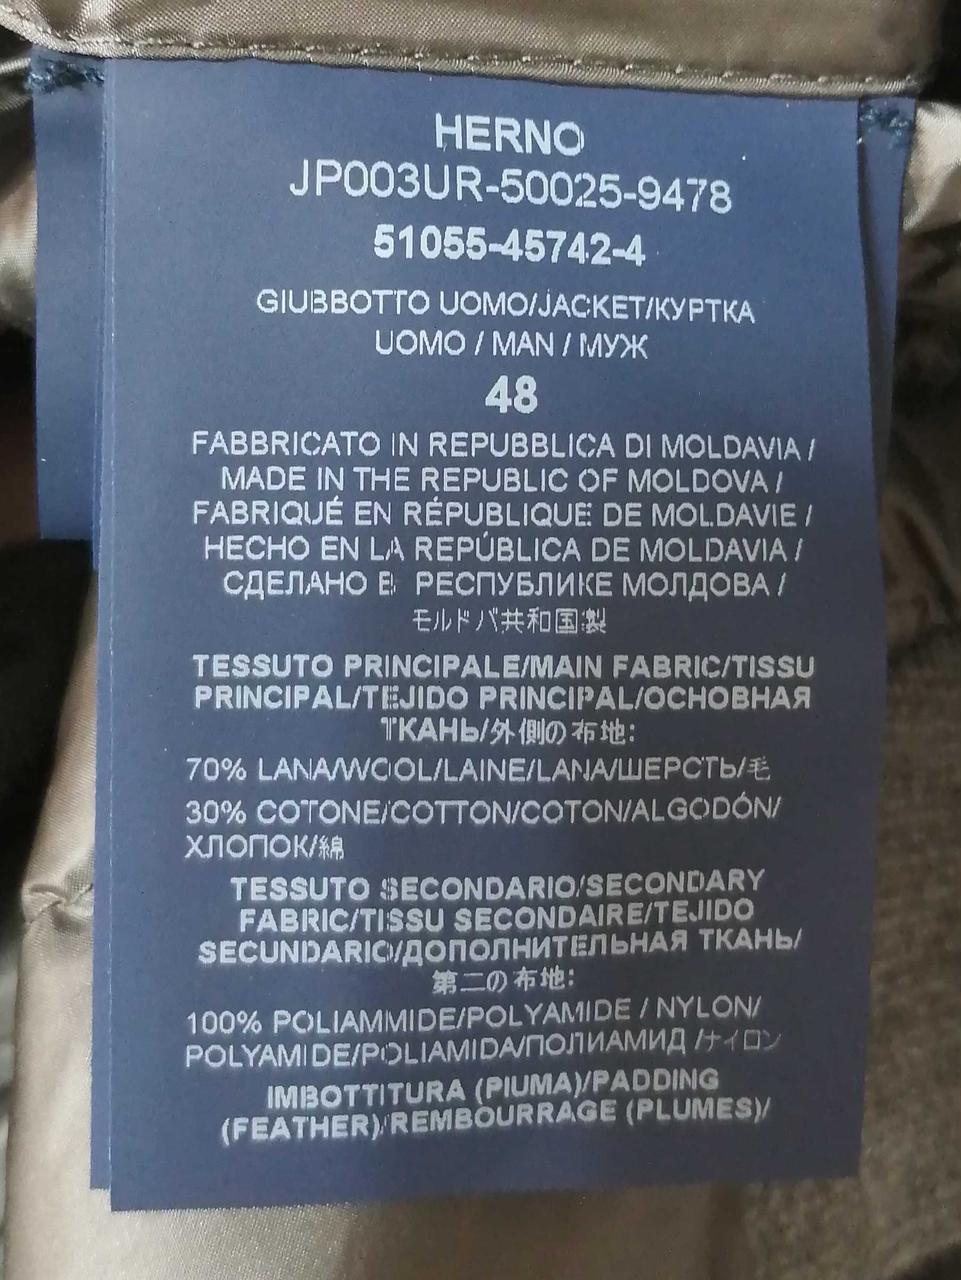 HERNO
JP003UR-50025-9478
51055-45742-4
GIUBBOTTO UOMO/JACKET/КУРТКА
UOMO / MAN / МУЖ
48
FABBRICATO IN REPUBBLICA DI MOLDAVIA /
MADE IN THE REPUBLIC OF MOLDOVA /
FABRIQUÉ EN RÉPUBLIQUE DE MOLDAVIE /
HECHO EN LA REPÚBLICA DE MOLDAVIA /
СДЕЛАНО В РЕСПУБЛИКЕ МОЛДОВА /
モルドバ共和国製
TESSUTO PRINCIPALE/MAIN FABRIC/TISSU
PRINCIPAL/TEJIDO PRINCIPAL/ОСНОВНАЯ
ТКАНЬ/外側の布地:
70% LANA/WOOL/LAINE/LANA/ШЕРСТЬ/毛
30% COTONE/COTTON/COTON/ALGODÓN/
ХЛОПОК/綿
TESSUTO SECONDARIO/SECONDARY
FABRIC/TISSU SECONDAIRE/TEJIDO
SECUNDARIO/ДОПОЛНИТЕЛЬНАЯ ТКАНЬ/
第二の布地:
100% POLIAMMIDE/POLYAMIDE / NYLON/
POLYAMIDE/POLIAMIDA/ПОЛИАМИД /ナイロン
IMBOTTITURA (PIUMA)/PADDING
(FEATHER)/REMBOURRAGE (PLUMES)/